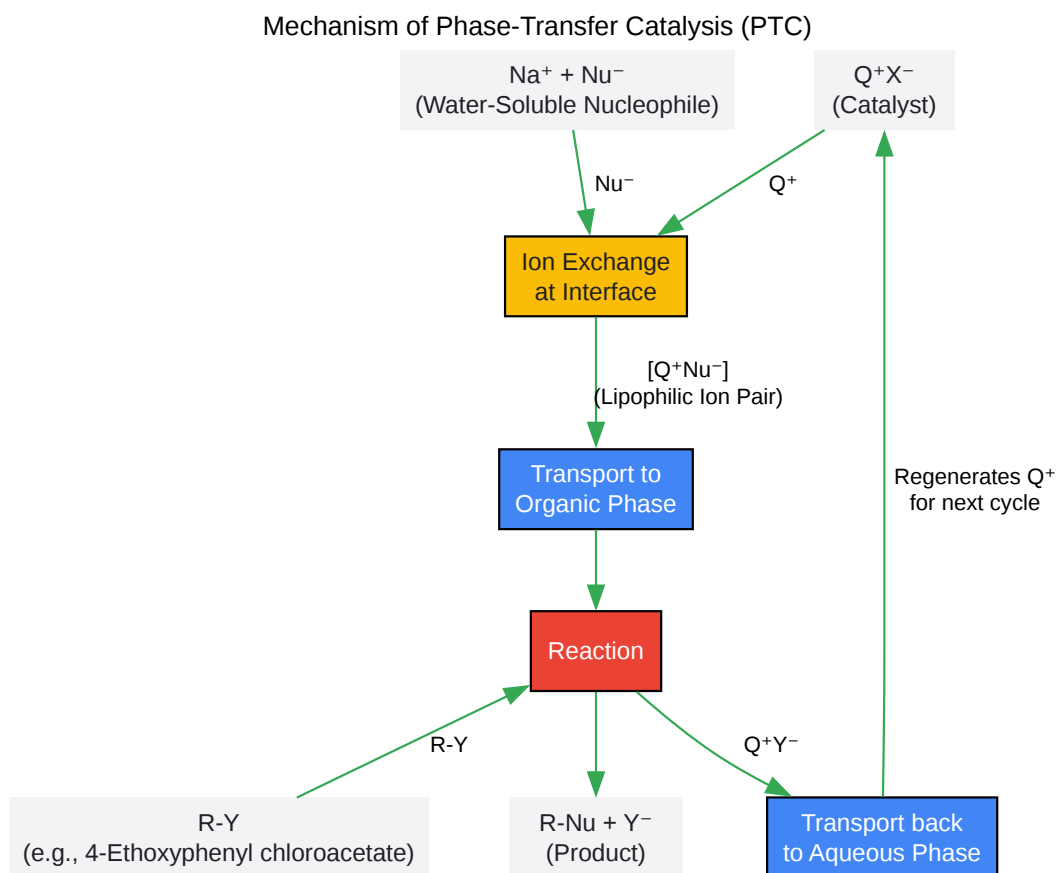 Mechanism of Phase-Transfer Catalysis (PTC)
Na⁺ + Nu⁻
(Water-Soluble Nucleophile)
Q⁺X⁻
(Catalyst)
Nu⁻
Q⁺
Ion Exchange
at Interface
[Q⁺Nu⁻]
(Lipophilic Ion Pair)
Transport to
Organic Phase
Regenerates Q⁺
for next cycle
Reaction
R-Y
Q⁺Y⁻
R-Y
(e.g., 4-Ethoxyphenyl chloroacetate)
R-Nu + Y⁻
(Product)
Transport back
to Aqueous Phase